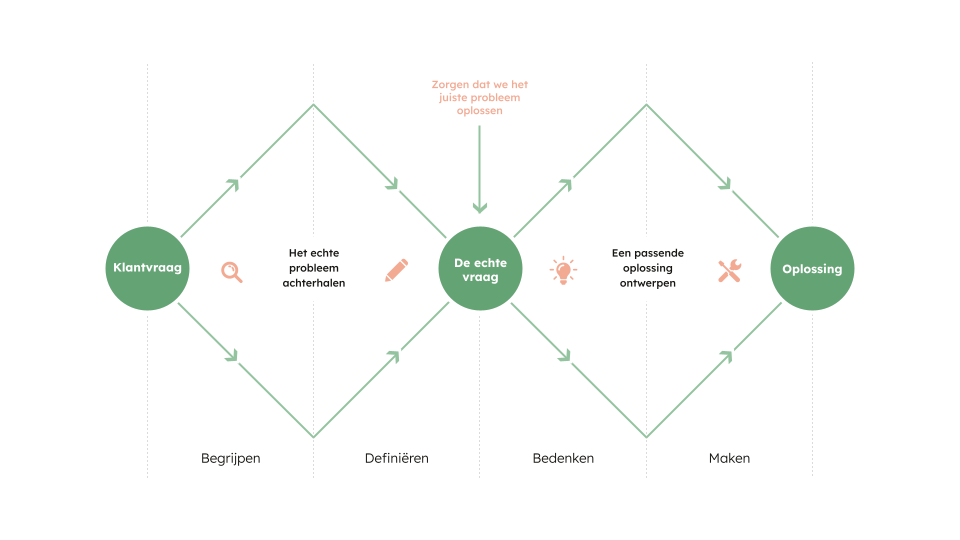 Zorgen dat we het
juiste probleem
oplossen
Klantvraag
Het echte
probleem
achterhalen
De echte
vraag
Een passende
oplossing
ontwerpen
Oplossing
Begrijpen
Definiëren
Bedenken
Maken